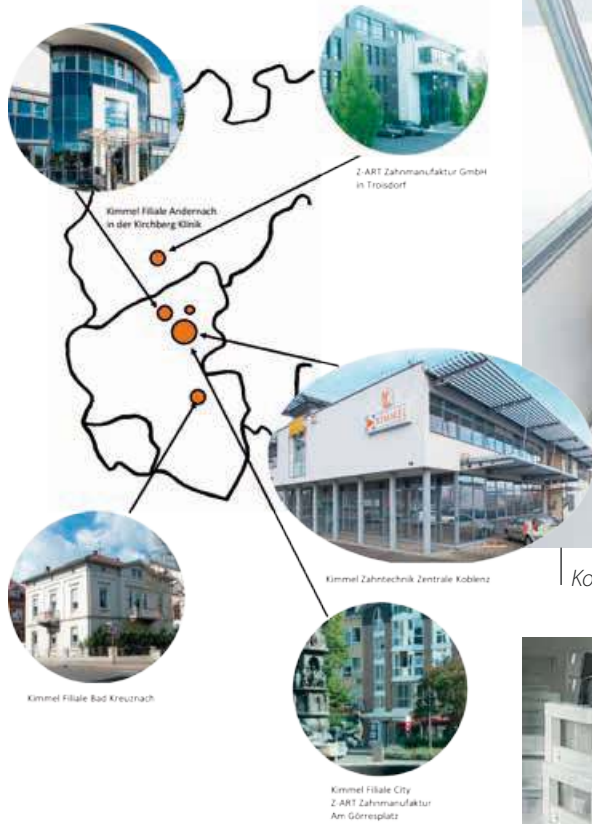 Z-ART Zahnmanufaktur GmbH
in Troisdorf
Kimmel Filiale Andernach
in der Kirchberg Klinik
KIMMEL
Kimmel Zahntechnik Zentrale Koblenz
Ko
Kimmel Filiale Bad Kreuznach
Kimmel Filiale City
Z-ART Zahnmanufaktur
Am Görresplatz